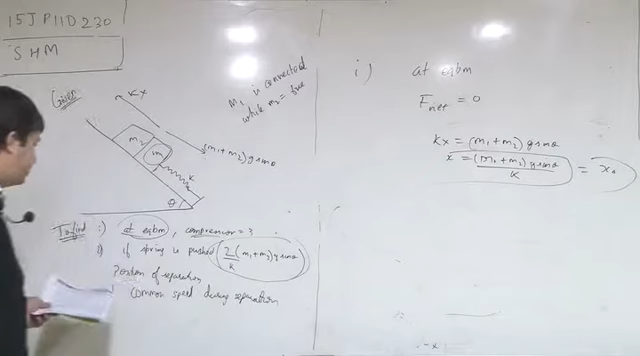 15JP11D230
SHM
Given
kx
m₁ is connected
while m₂ = free
m₂
m₁
k
(m₁+m₂) g sinθ
θ
To find i) at eqbm, compression = ?
ii) if spring is pushed 2/k (m₁+m₂) g sinθ
Position of separation
common speed during separation
i) at eqbm
Fnet = 0
kx = (m₁+m₂) g sinθ
x = (m₁+m₂) g sinθ / k = x₀